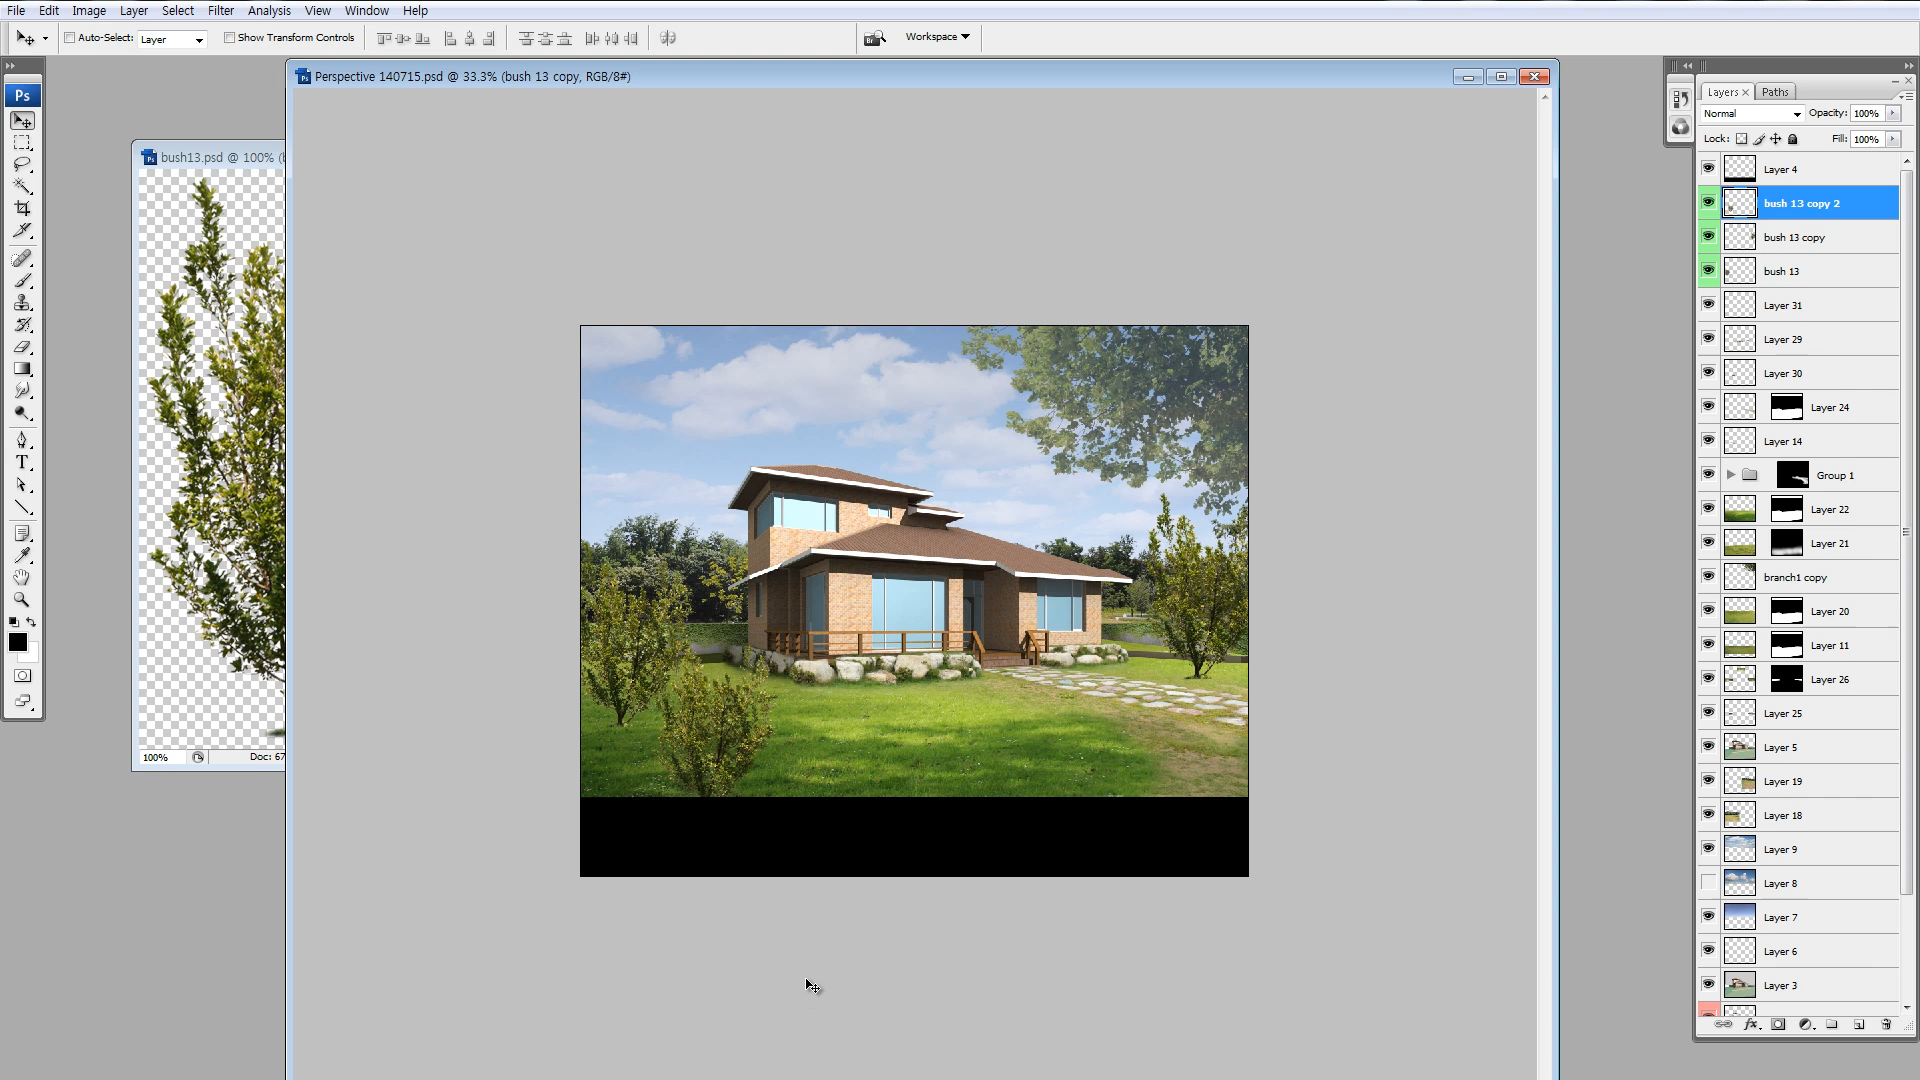 File Edit Image Layer Select Filter Analysis View Window Help
Auto-Select: Layer Show Transform Controls Br Workspace
Ps
Perspective 140715.psd @ 33.3% (bush 13 copy, RGB/8#)
bush13.psd @ 100% (
100% Doc: 67
T
Layers Paths
Normal Opacity: 100%
Lock: Fill: 100%
Layer 4
bush 13 copy 2
bush 13 copy
bush 13
Layer 31
Layer 29
Layer 30
Layer 24
Layer 14
Group 1
Layer 22
Layer 21
branch1 copy
Layer 20
Layer 11
Layer 26
Layer 25
Layer 5
Layer 19
Layer 18
Layer 9
Layer 8
Layer 7
Layer 6
Layer 3
fx